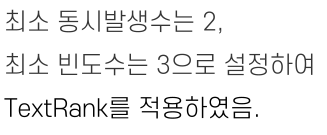 최소 동시발생수는 2,
최소 빈도수는 3으로 설정하여
TextRank를 적용하였음.